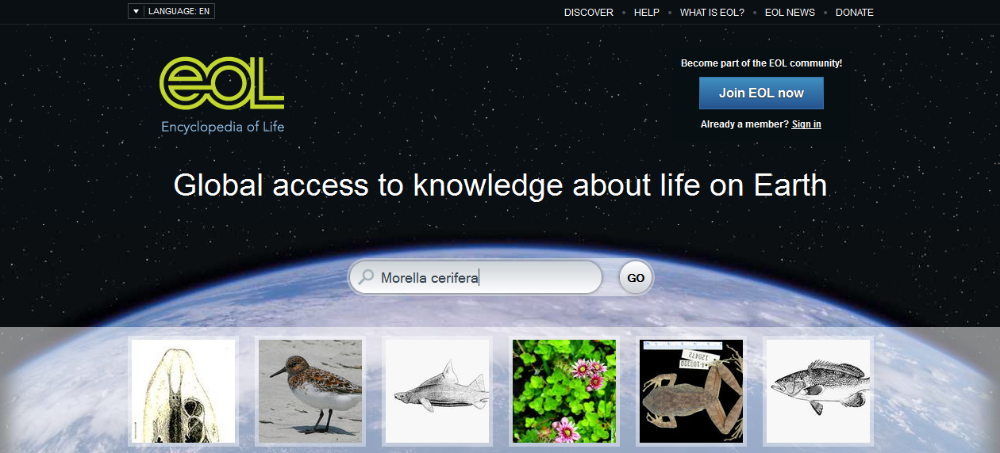 LANGUAGE: EN
DISCOVER • HELP • WHAT IS EOL? • EOL NEWS • DONATE
eOL
Encyclopedia of Life
Become part of the EOL community!
Join EOL now
Already a member? Sign in
Global access to knowledge about life on Earth
Morella cerifera
GO
120472